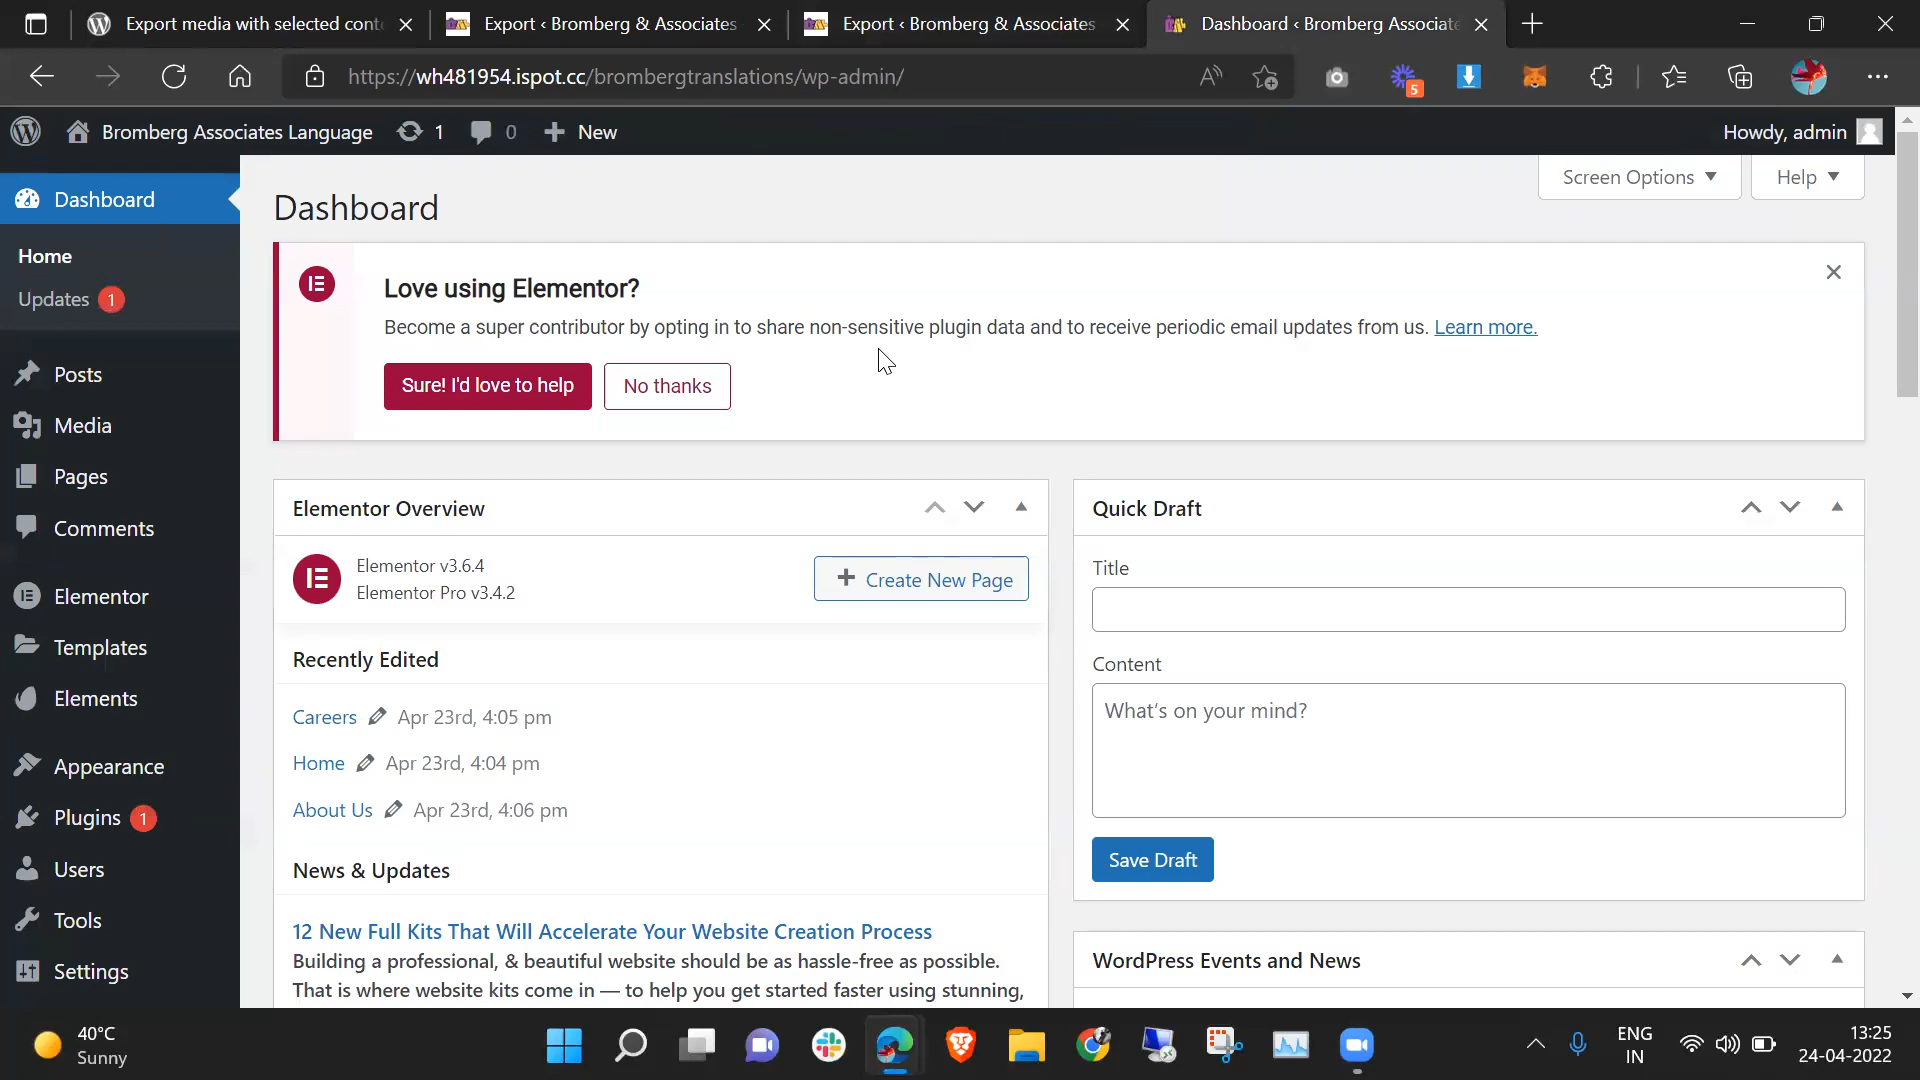 Export media with selected cont
Export ‹ Bromberg & Associates
Export ‹ Bromberg & Associates
Dashboard ‹ Bromberg Associate
https://wh481954.ispot.cc/brombergtranslations/wp-admin/
5
Bromberg Associates Language
1
0
New
Howdy, admin
Dashboard
Home
Updates 1
Posts
Media
Pages
Comments
Elementor
Templates
Elements
Appearance
Plugins 1
Users
Tools
Settings
Screen Options
Help
Dashboard
Love using Elementor?
Become a super contributor by opting in to share non-sensitive plugin data and to receive periodic email updates from us. Learn more.
Sure! I'd love to help
No thanks
Elementor Overview
Elementor v3.6.4
Elementor Pro v3.4.2
Create New Page
Recently Edited
Careers Apr 23rd, 4:05 pm
Home Apr 23rd, 4:04 pm
About Us Apr 23rd, 4:06 pm
News & Updates
12 New Full Kits That Will Accelerate Your Website Creation Process
Building a professional, & beautiful website should be as hassle-free as possible.
That is where website kits come in — to help you get started faster using stunning,
Quick Draft
Title
Content
What's on your mind?
Save Draft
WordPress Events and News
40°C
Sunny
ENG
IN
13:25
24-04-2022